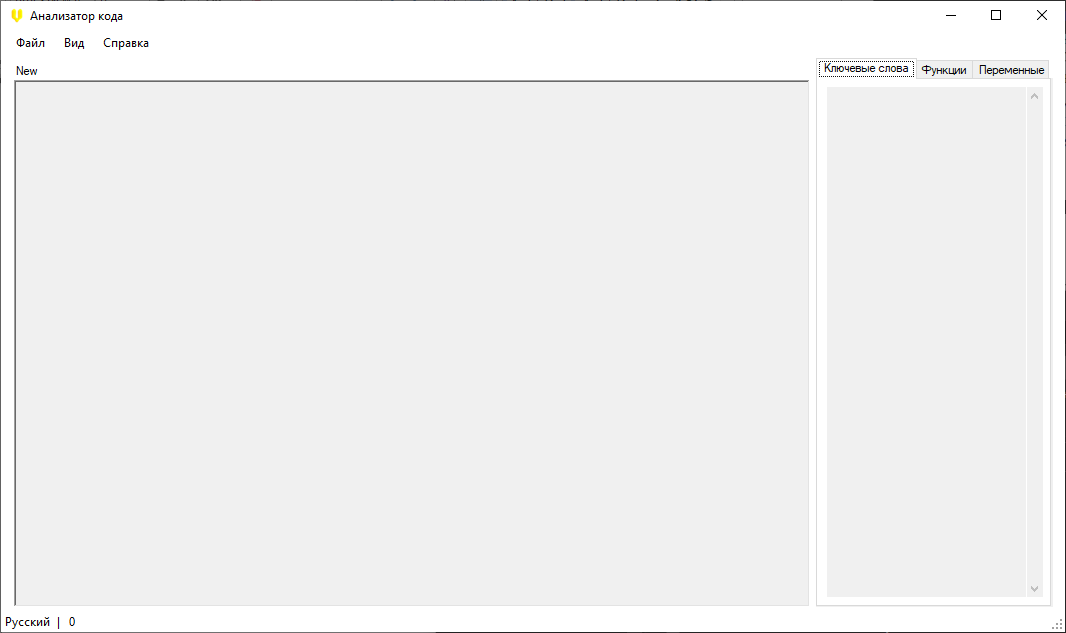 Анализатор кода
Файл Вид Справка
New
Ключевые слова Функции Переменные
Русский | 0